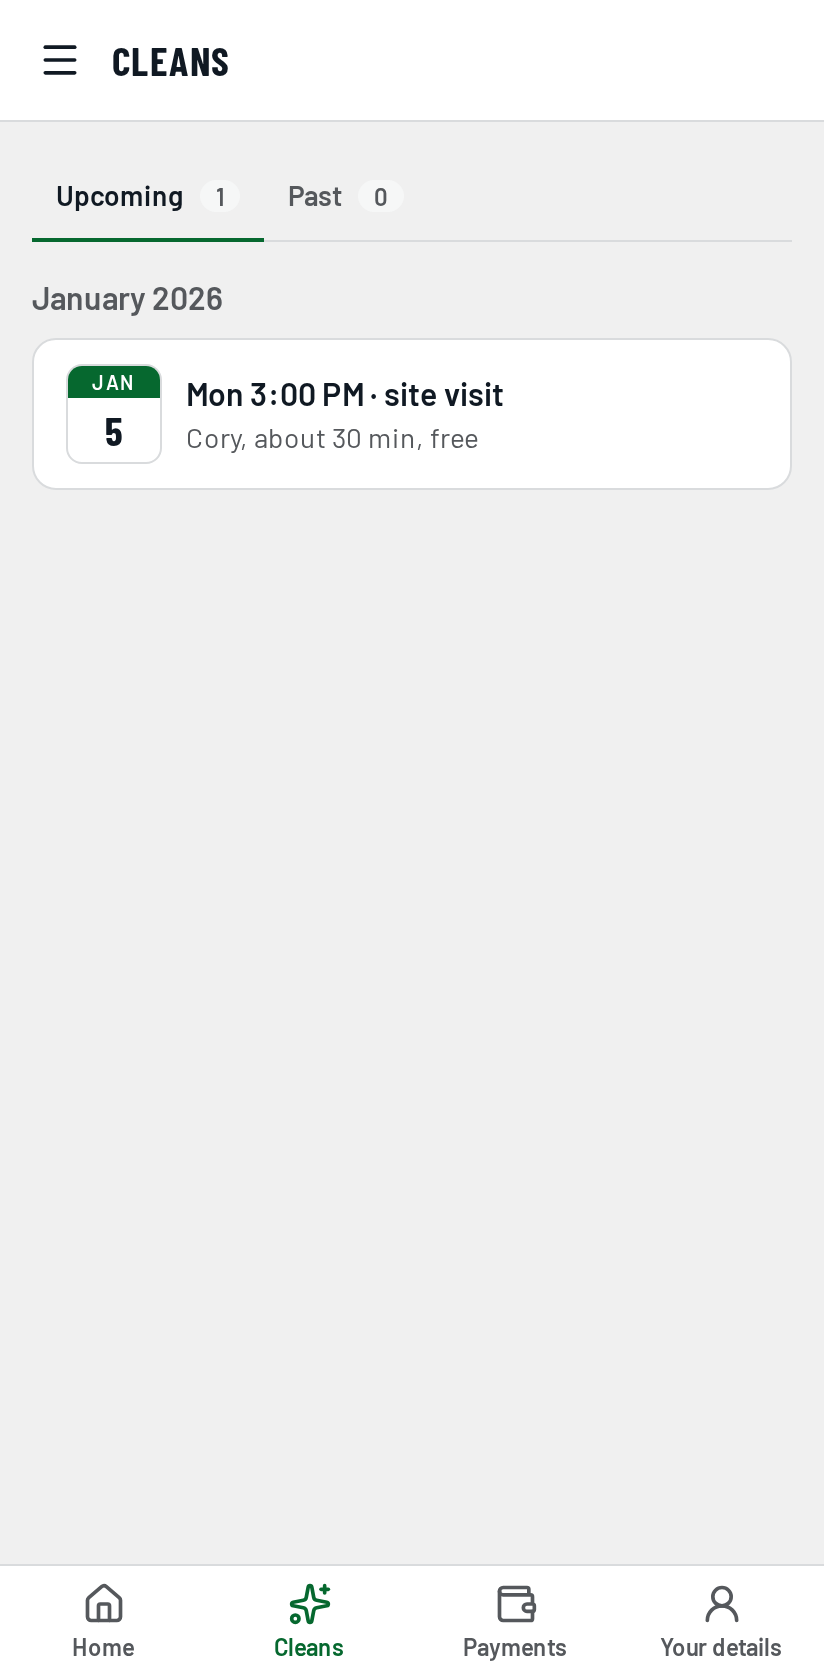 CLEANS
Upcoming 1 Past 0
January 2026
JAN
5
Mon 3:00 PM · site visit
Cory, about 30 min, free
Home Cleans Payments Your details